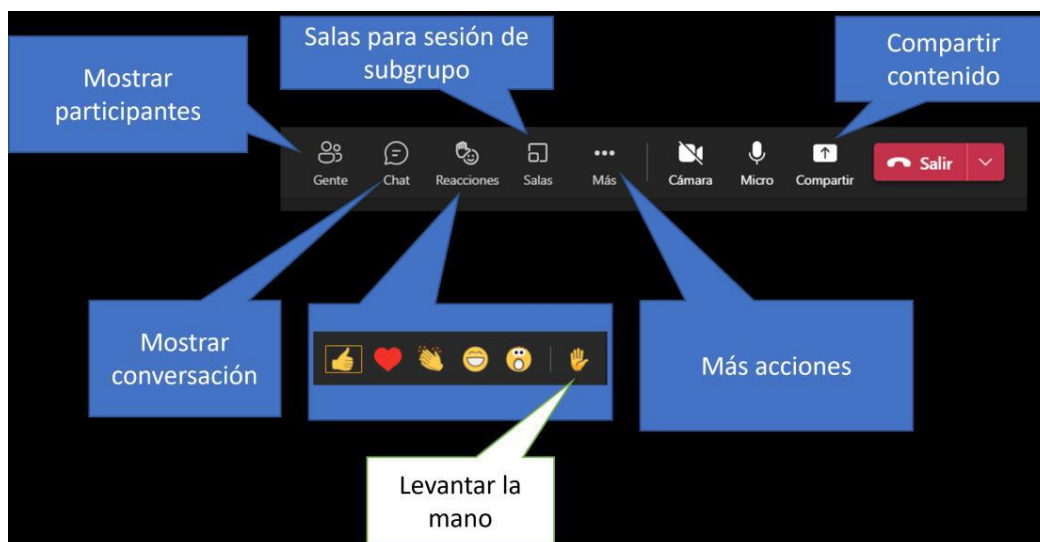 Salas para sesión de
subgrupo
Compartir
contenido
Mostrar
participantes
Gente
Chat
Reacciones
Salas
Más
Cámara
Micro
Compartir
Salir
Mostrar
conversación
Más acciones
Levantar la
mano